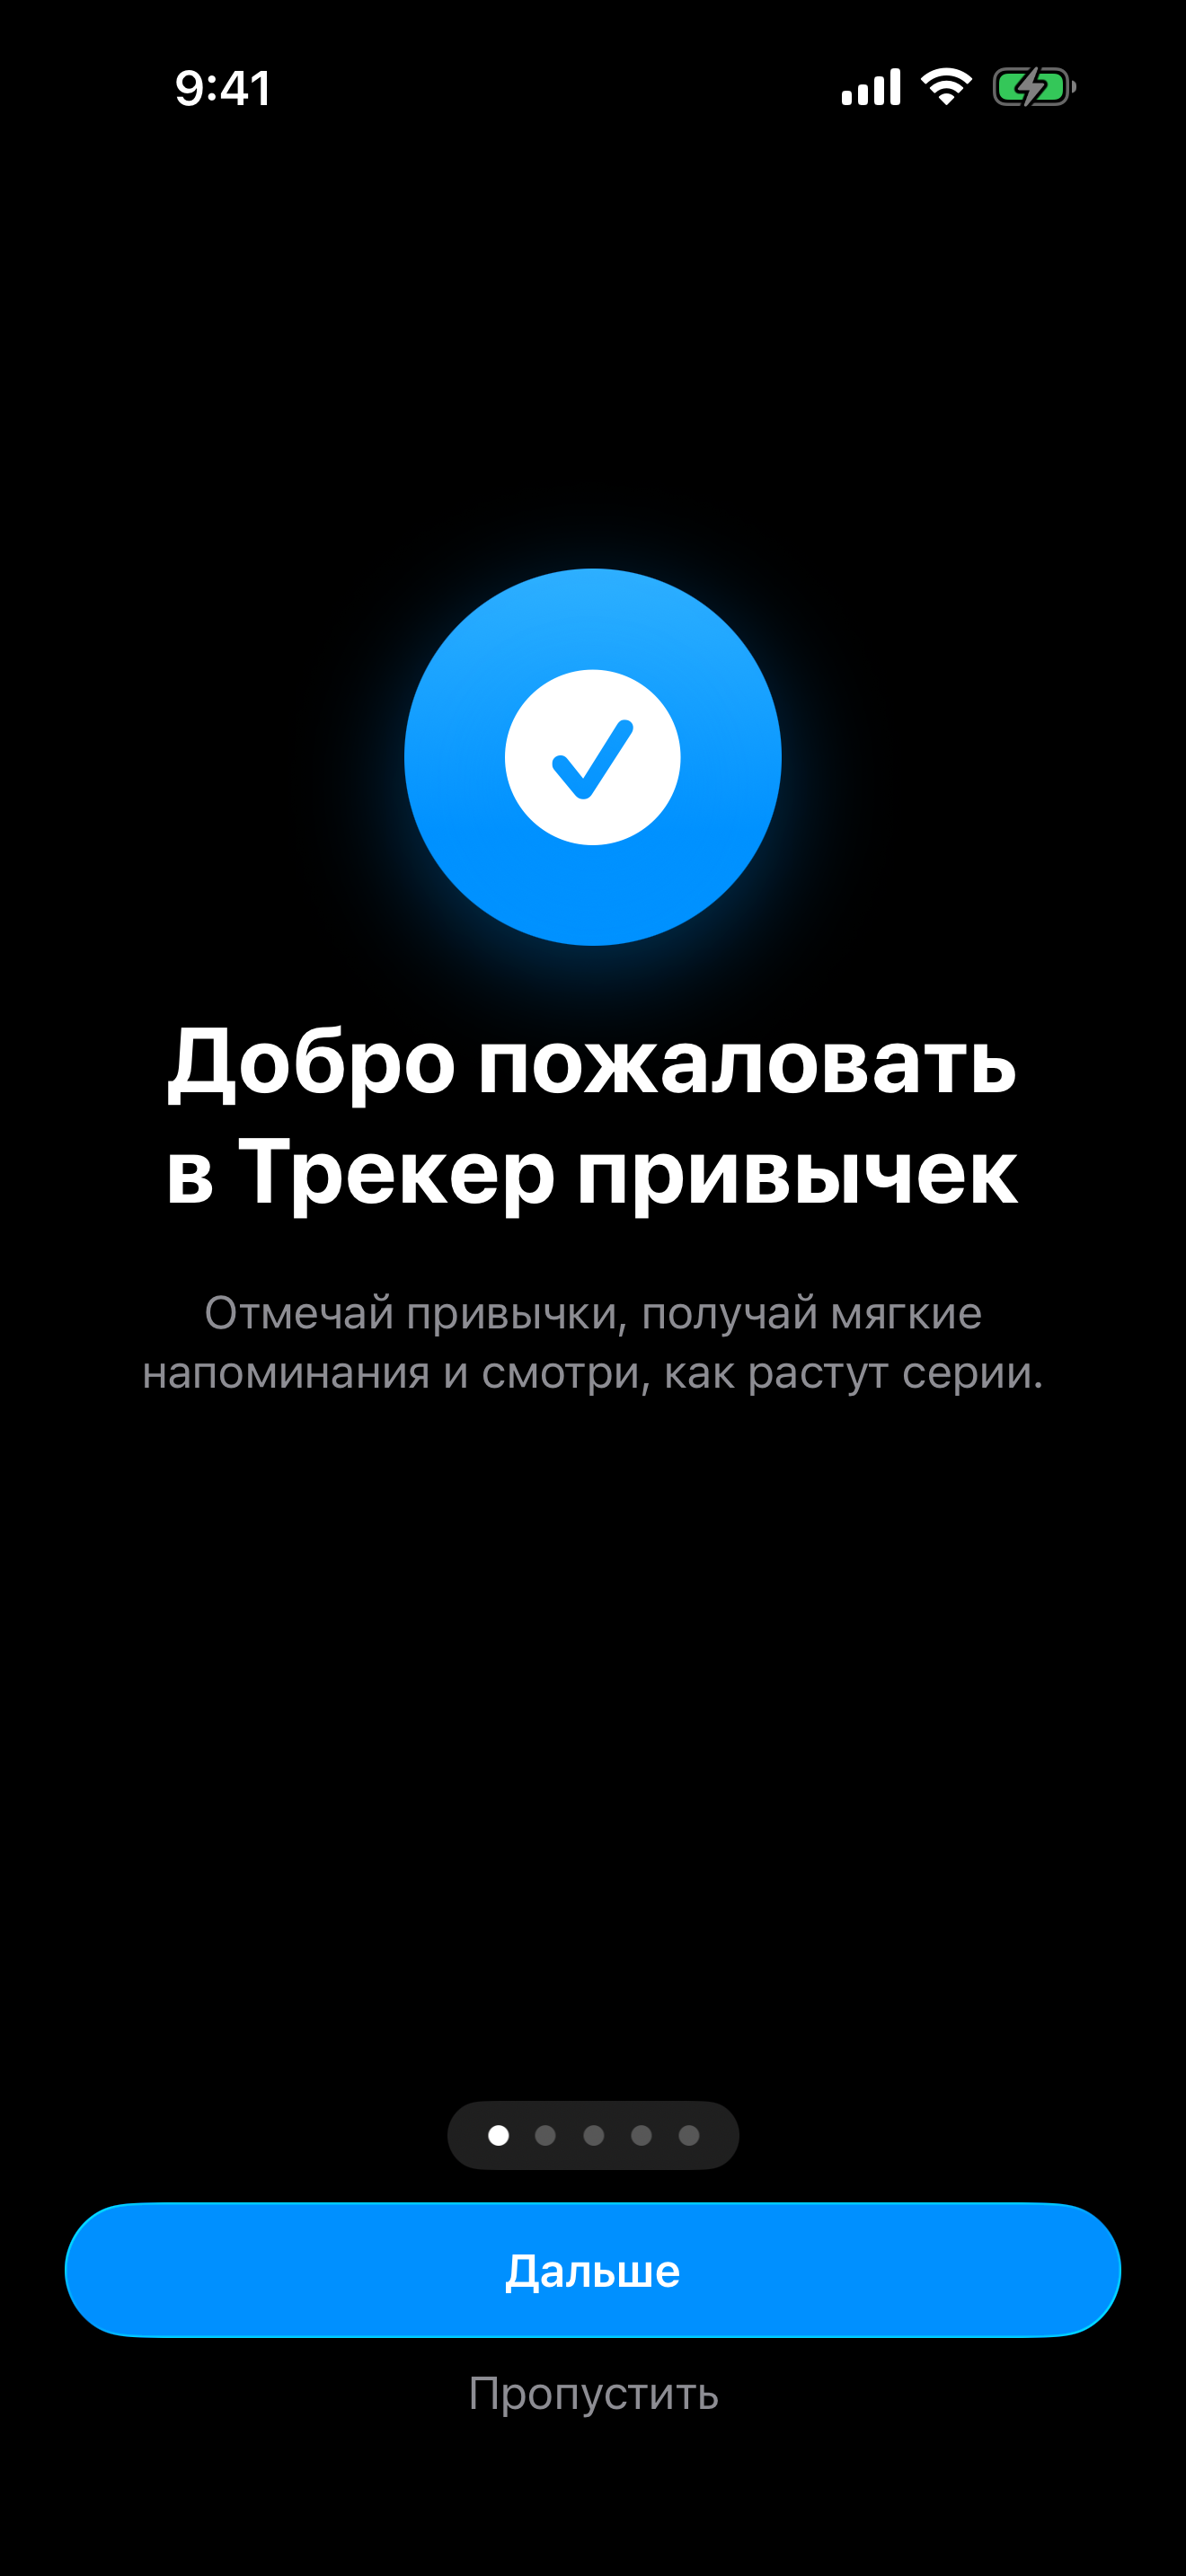 9:41
Добро пожаловать
в Трекер привычек
Отмечай привычки, получай мягкие
напоминания и смотри, как растут серии.
Дальше
Пропустить